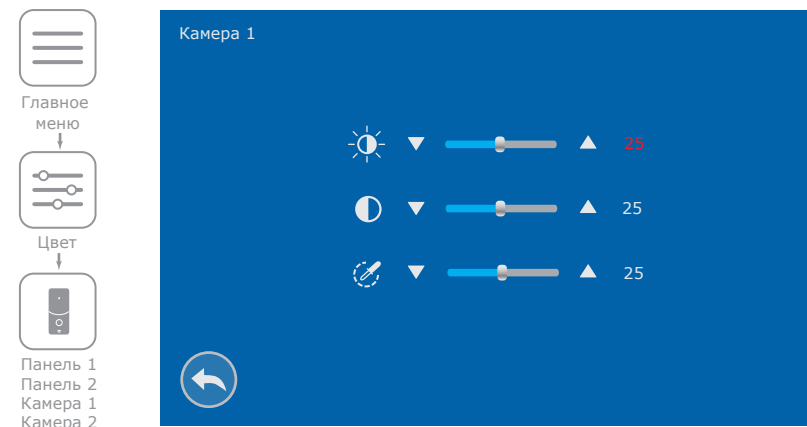 Главное
меню
Цвет
Панель 1
Панель 2
Камера 1
Камера 2
Камера 1
25
25
25